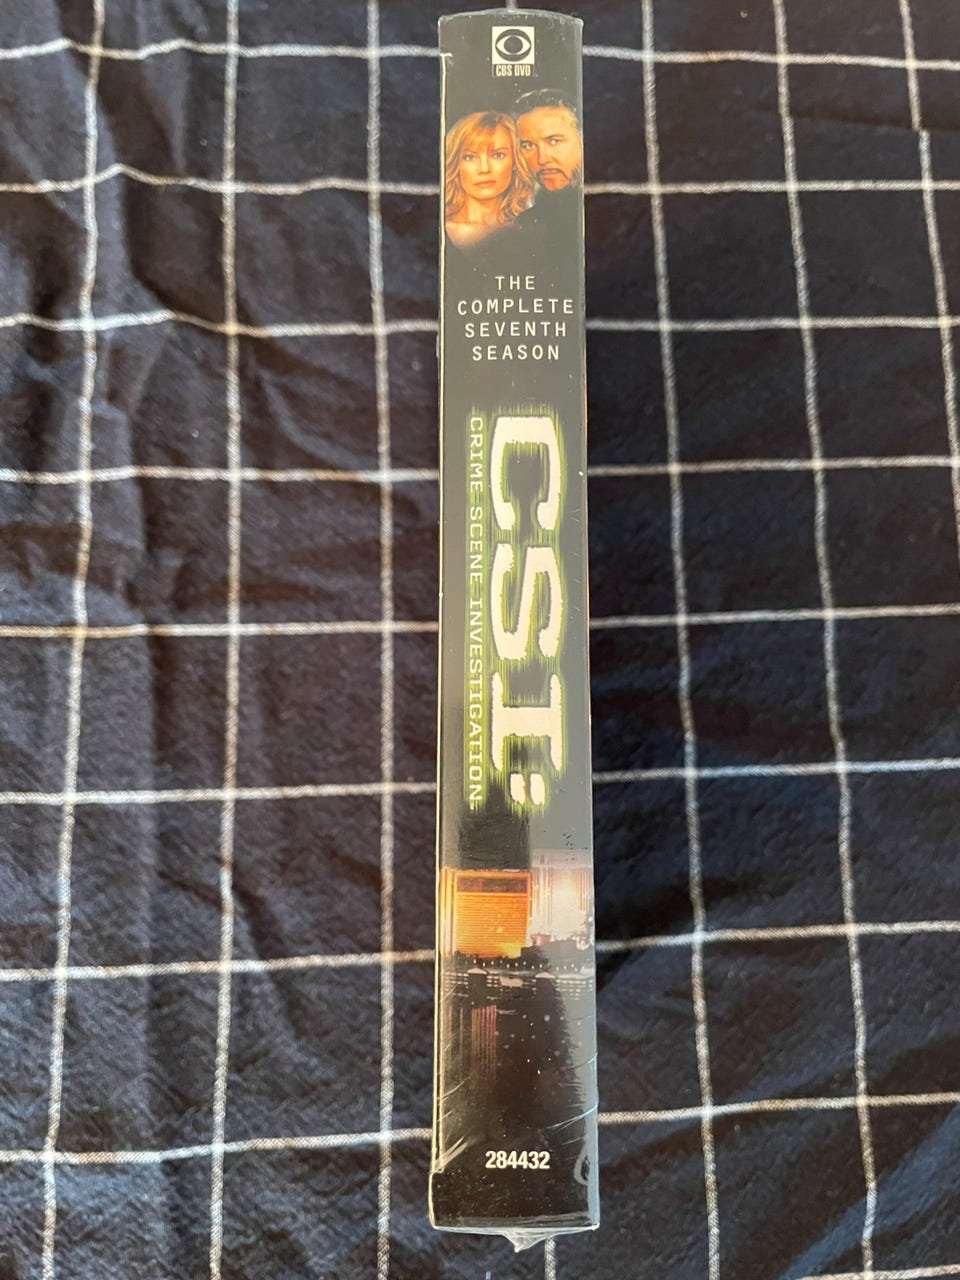 CBS DVD
THE
COMPLETE
SEVENTH
SEASON
CSI:
CRIME SCENE INVESTIGATION
284432